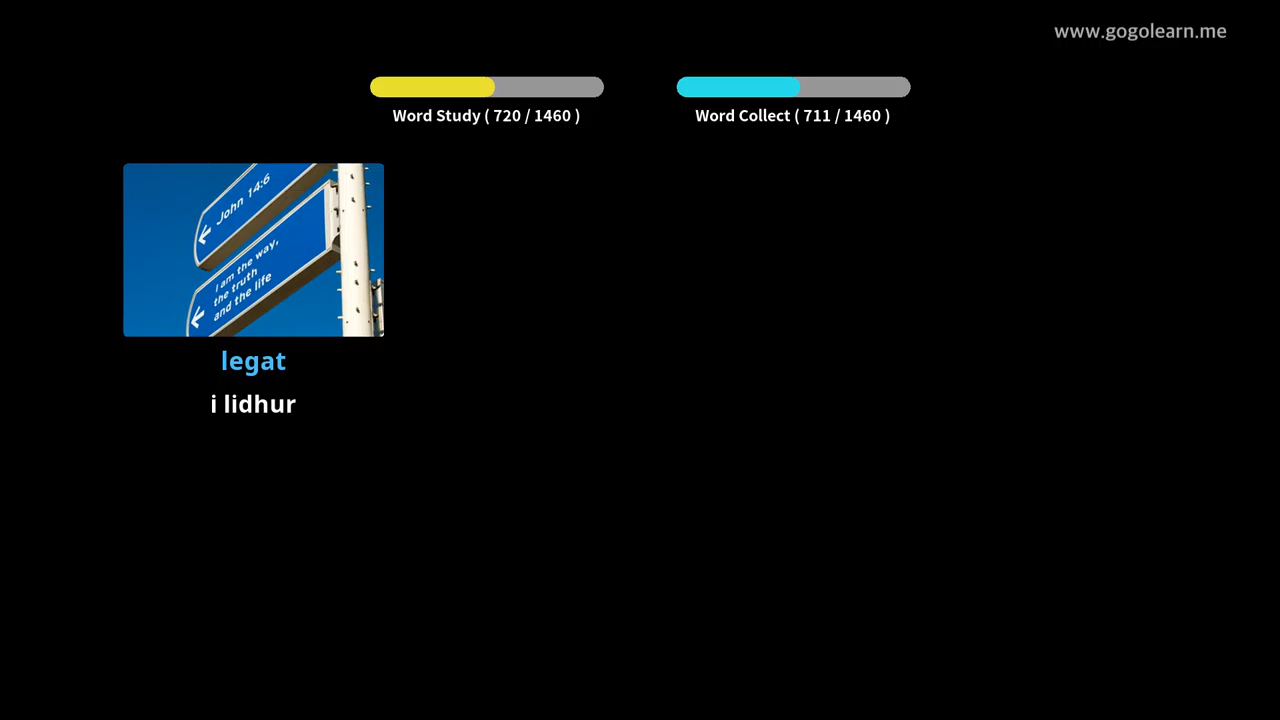 www.gogolearn.me
Word Study ( 720 / 1460 )
Word Collect ( 711 / 1460 )
John 14:6
I am the way,
the truth
and the life
legat
i lidhur